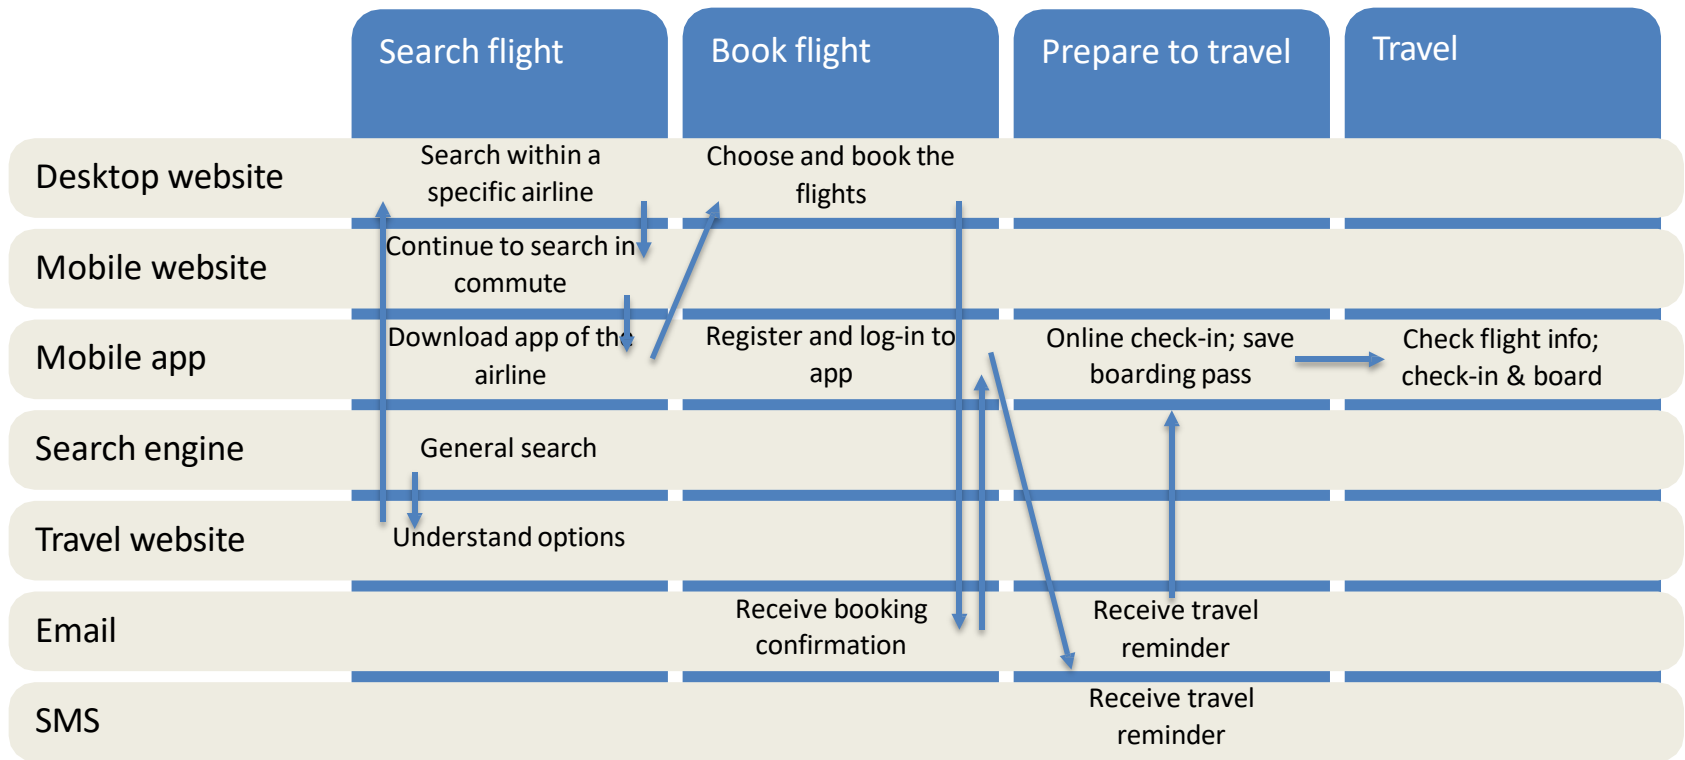 Search flight
Book flight
Prepare to travel
Travel
Desktop website
Search within a
specific airline
Choose and book the
flights
Mobile website
Continue to search in
commute
Mobile app
Download app of the
airline
Register and log-in to
app
Online check-in; save
boarding pass
Check flight info;
check-in & board
Search engine
General search
Travel website
Understand options
Email
Receive booking
confirmation
Receive travel
reminder
SMS
Receive travel
reminder